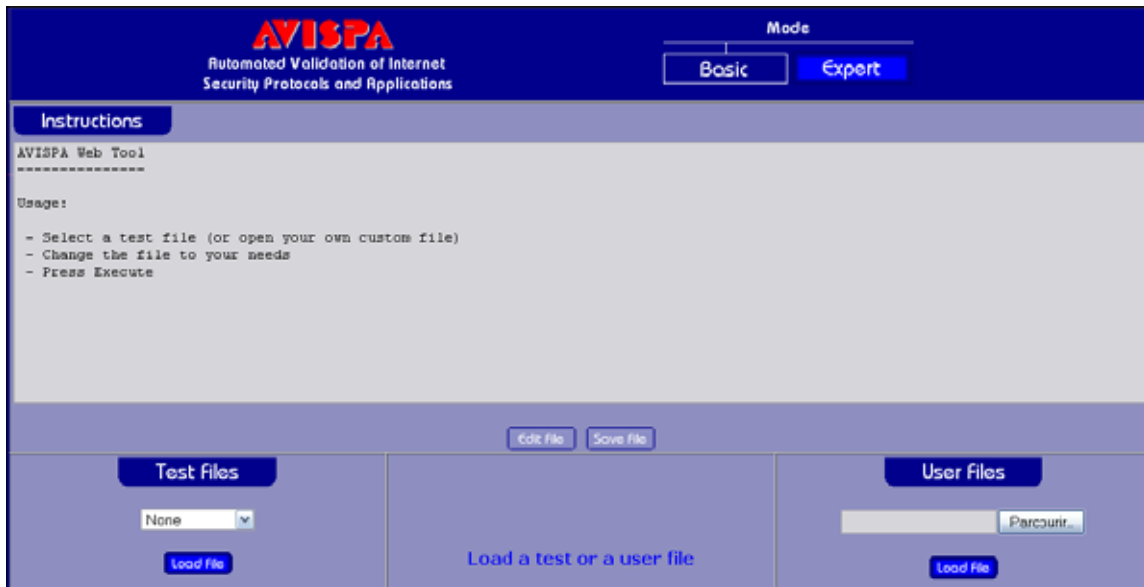 AVISPA
Automated Validation of Internet
Security Protocols and Applications
Mode
Basic
Expert
Instructions
AVISPA Web Tool
===============
Usage:
- Select a test file (or open your own custom file)
- Change the file to your needs
- Press Execute
Edit File
Save File
Test Files
None
Load File
Load a test or a user file
User Files
Parcourir...
Load File